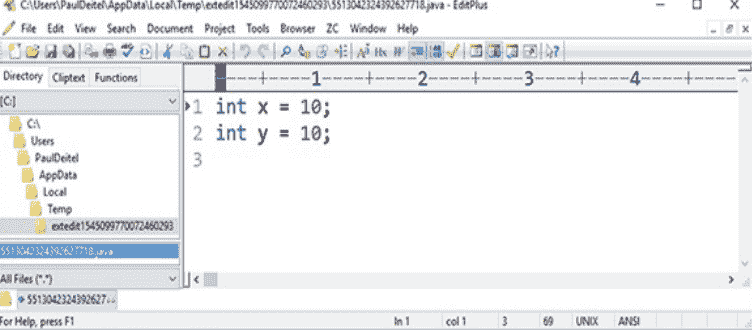 C:\Users\PaulDeitel\AppData\Local\Temp\extedit1545099770072460293\5513042324392627718.java - EditPlus
File Edit View Search Document Project Tools Browser ZC Window Help
Directory Cliptext Functions
----+----1----+----2----+----3----+----4----+----
[C:]
1 int x = 10;
2 int y = 10;
3
C:\
Users
PaulDeitel
AppData
Local
Temp
extedit1545099770072460293
5513042324392627718.java
All Files (*.*)
5513042324392627
For Help, press F1 ln 1 col 1 3 69 UNIX ANSI